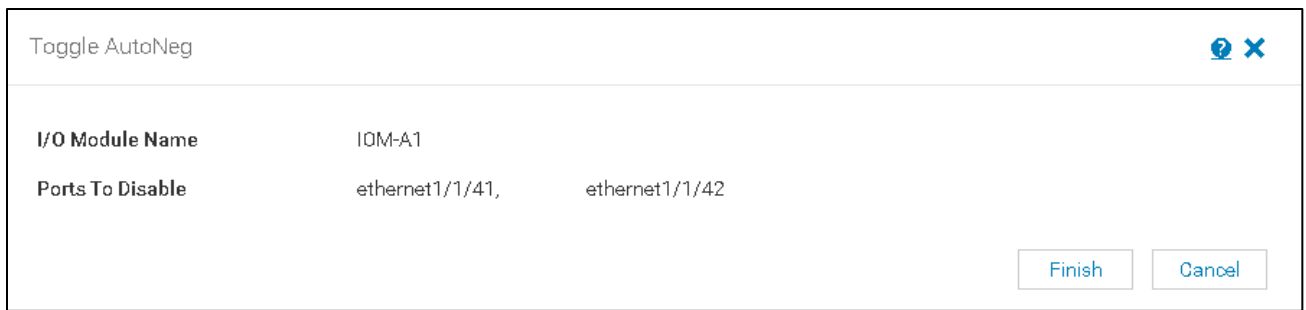 Toggle AutoNeg
I/O Module Name IOM-A1
Ports To Disable ethernet1/1/41, ethernet1/1/42
Finish Cancel